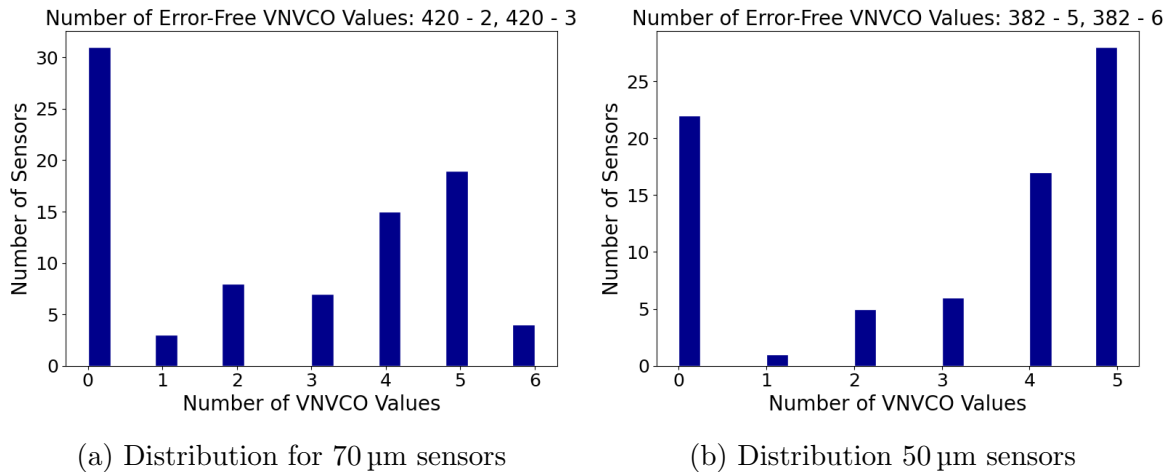 Number of Error-Free VNVCO Values: 420 - 2, 420 - 3
30
25
20
15
10
5
0
Number of Sensors
0 1 2 3 4 5 6
Number of VNVCO Values
(a) Distribution for 70 µm sensors
Number of Error-Free VNVCO Values: 382 - 5, 382 - 6
25
20
15
10
5
0
Number of Sensors
0 1 2 3 4 5
Number of VNVCO Values
(b) Distribution 50 µm sensors